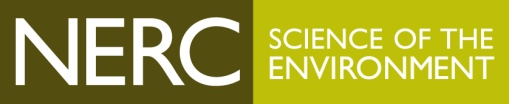 NERC
SCIENCE OF THE
ENVIRONMENT